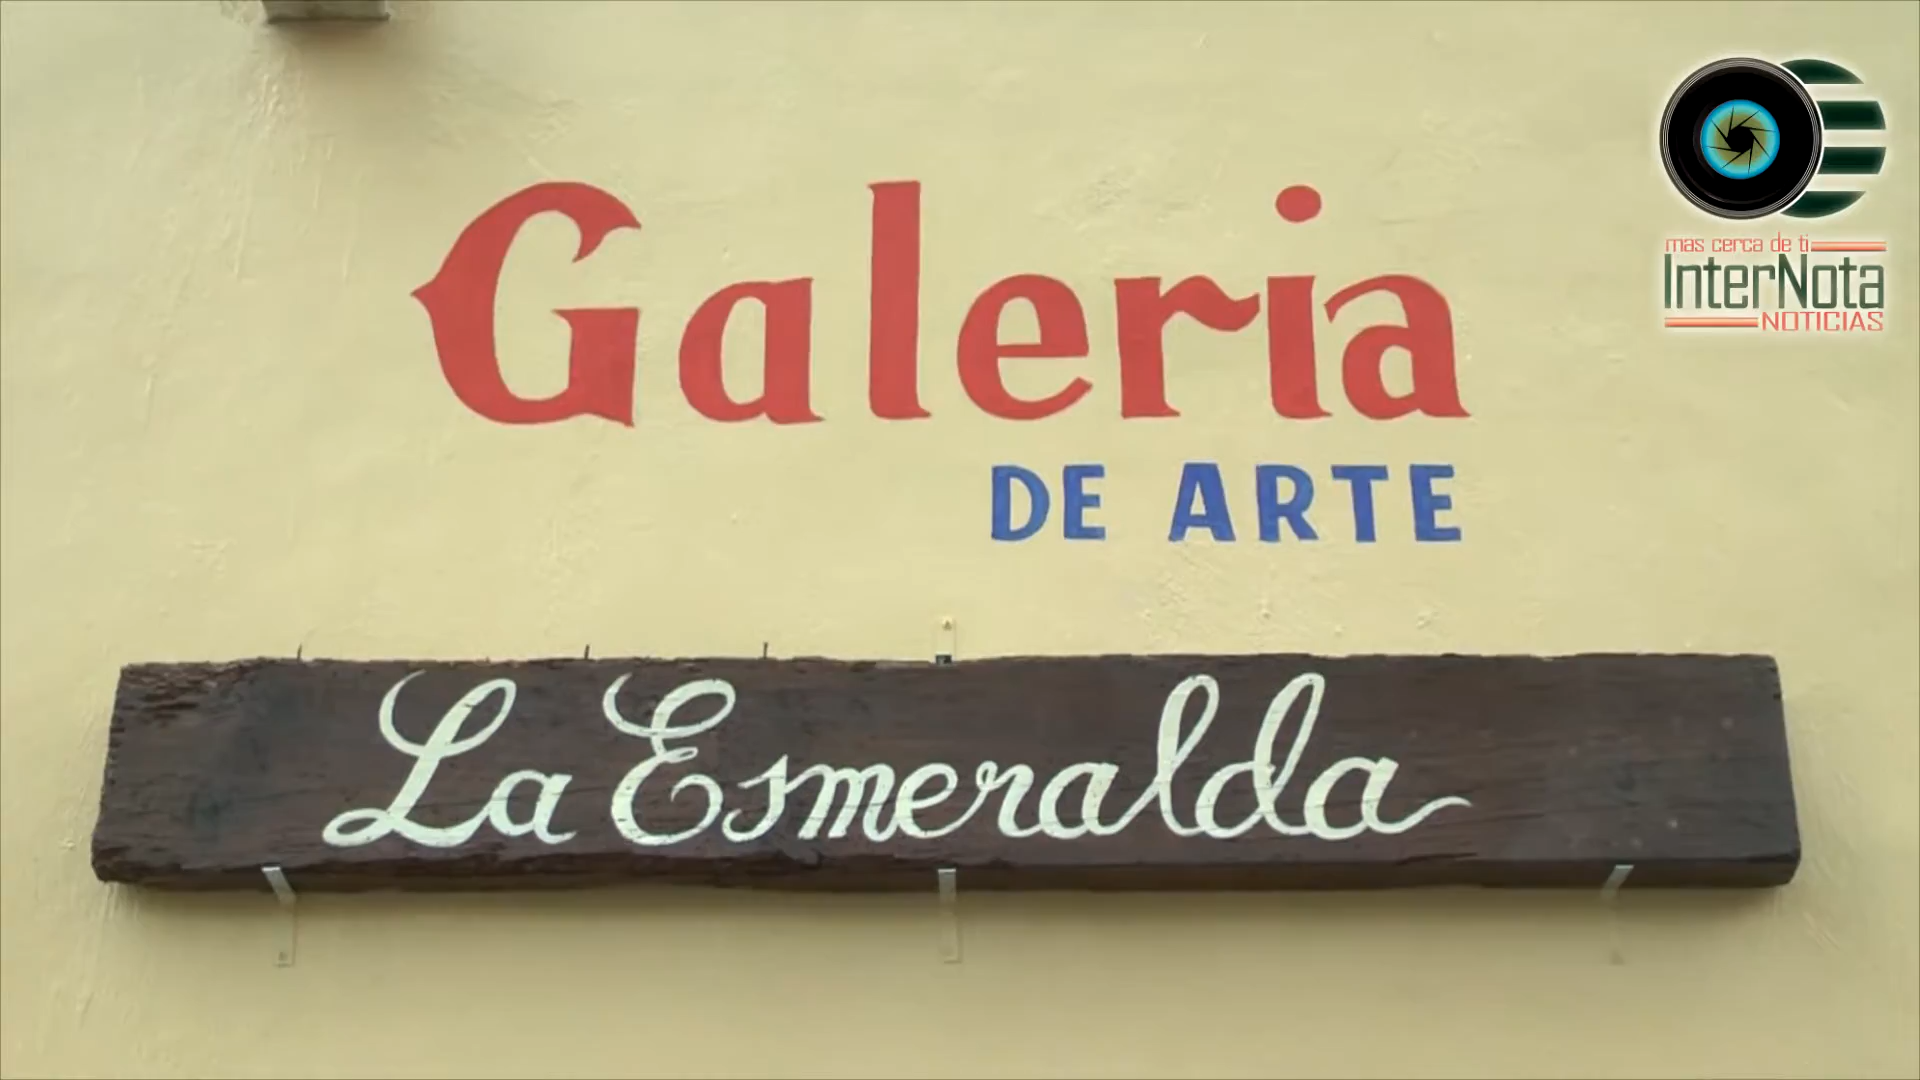 Galeria
DE ARTE
La Esmeralda
mas cerca de ti
InterNota
NOTICIAS